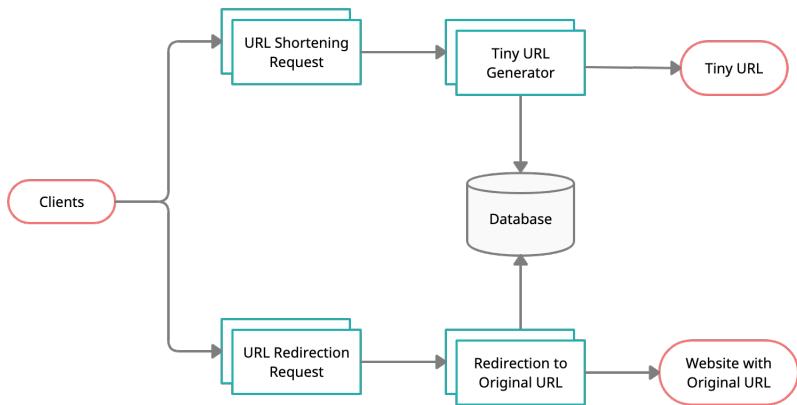 URL Shortening
Request
Tiny URL
Generator
Tiny URL
Clients
Database
URL Redirection
Request
Redirection to
Original URL
Website with
Original URL